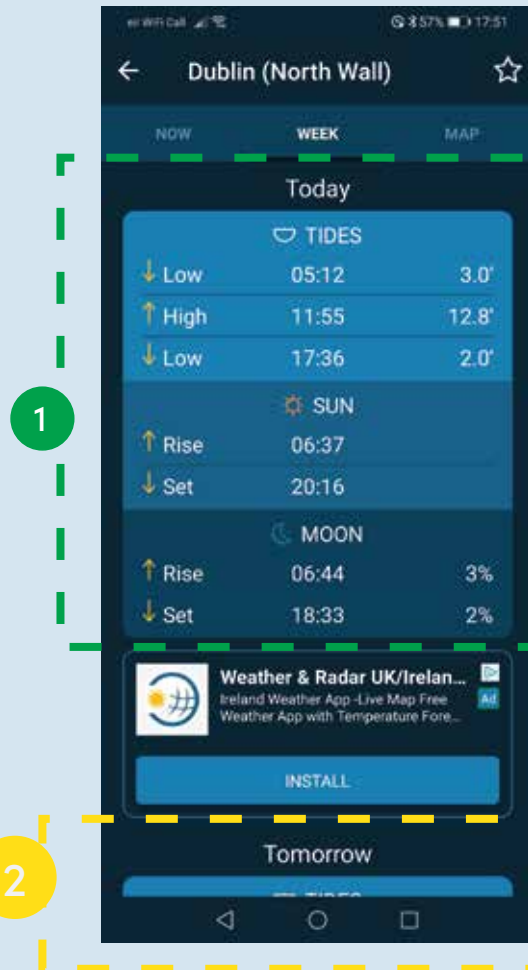 WiFi Call 57% 17:51
Dublin (North Wall)
NOW WEEK MAP
Today
TIDES
Low 05:12 3.0'
High 11:55 12.8'
Low 17:36 2.0'
SUN
Rise 06:37
Set 20:16
MOON
Rise 06:44 3%
Set 18:33 2%
1
Weather & Radar UK/Irelan...
Ireland Weather App -Live Map Free
Weather App with Temperature Fore...
Ad
INSTALL
2
Tomorrow
TIDES